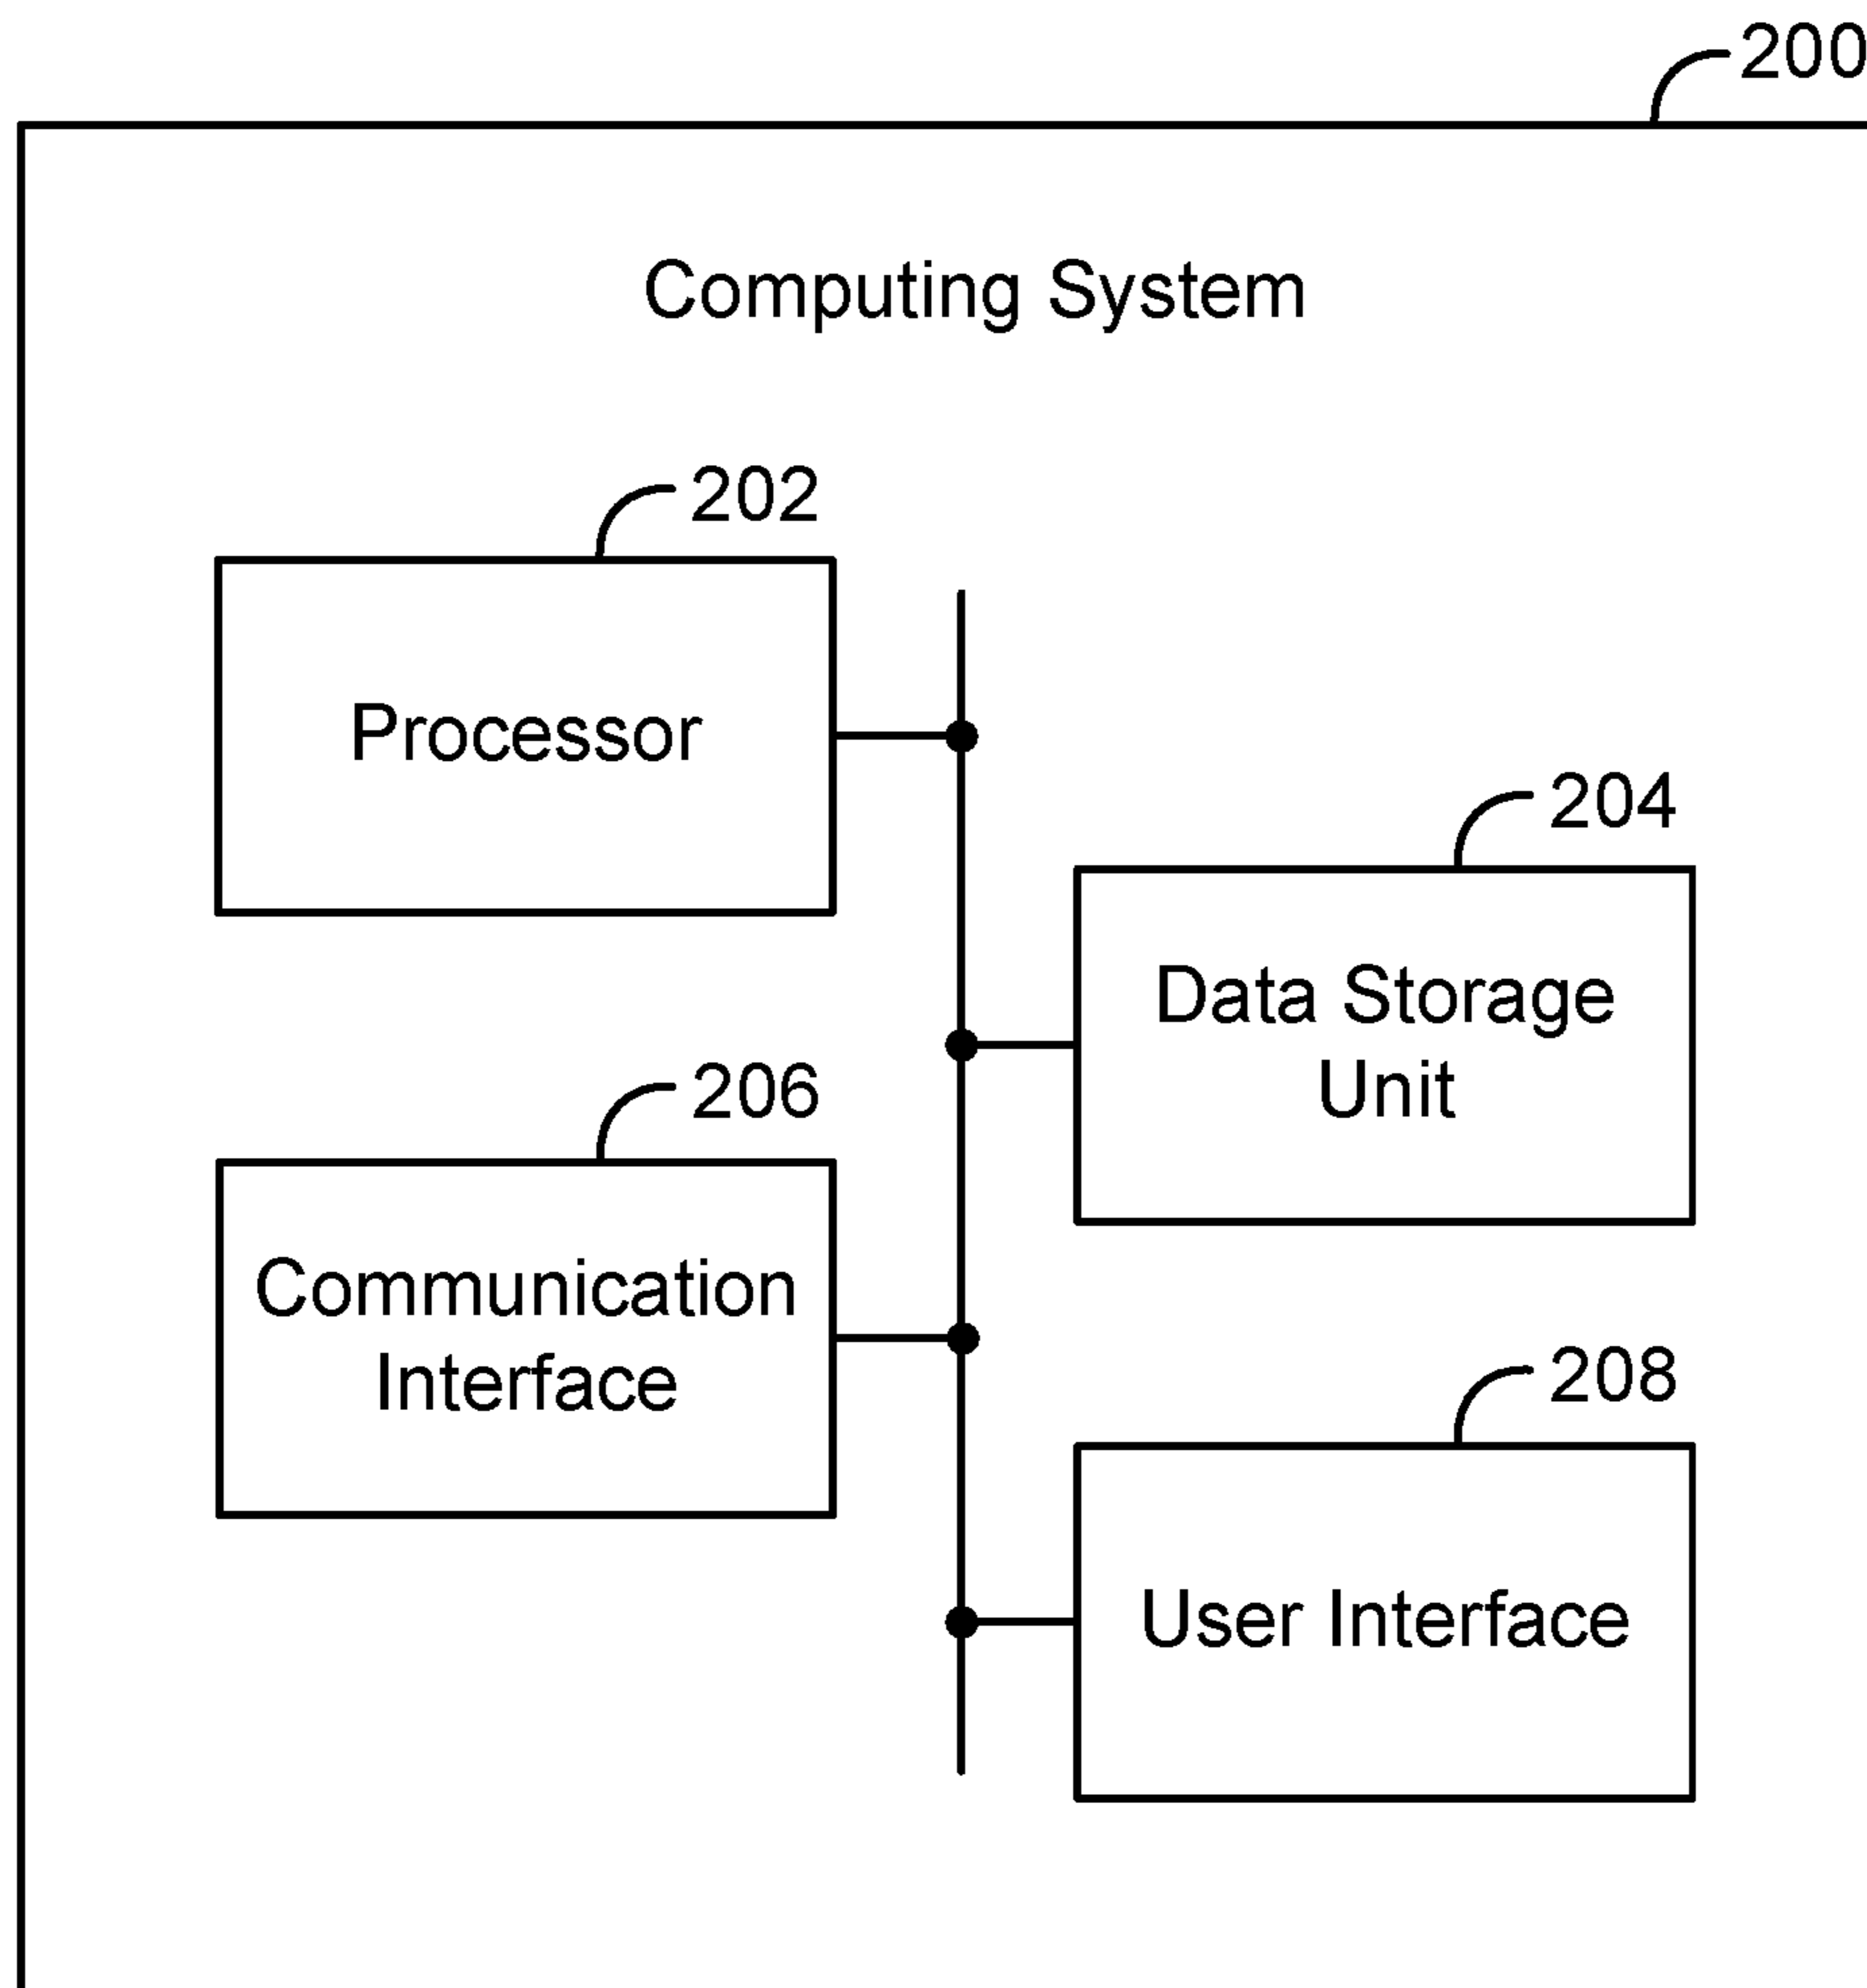 200
Computing System
202
Processor
204
Data Storage
Unit
206
Communication
Interface
208
User Interface